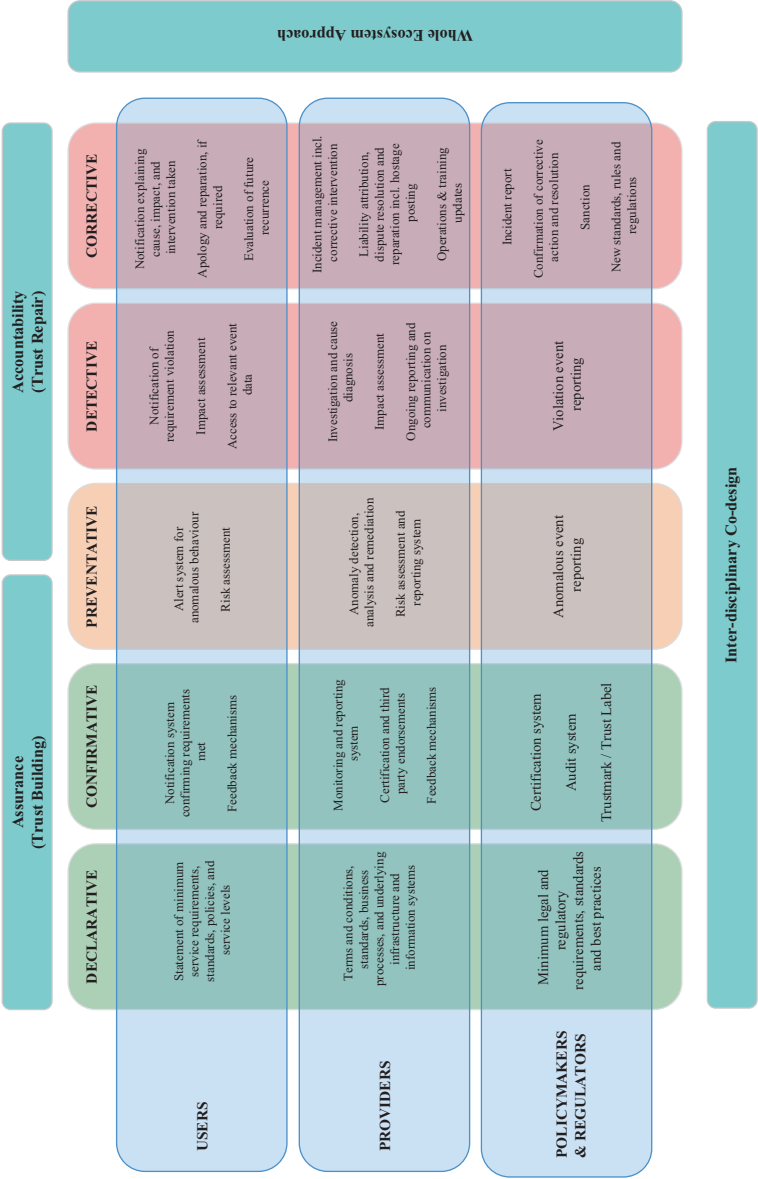 Assurance
(Trust Building)
Accountability
(Trust Repair)
DECLARATIVE
CONFIRMATIVE
PREVENTATIVE
DETECTIVE
CORRECTIVE
USERS
Statement of minimum
service requirements,
standards, policies, and
service levels
Notification system
confirming requirements
met
Feedback mechanisms
Alert system for
anomalous behaviour
Risk assessment
Notification of
requirement violation
Impact assessment
Access to relevant event
data
Notification explaining
cause, impact, and
intervention taken
Apology and reparation, if
required
Evaluation of future
recurrence
PROVIDERS
Terms and conditions,
standards, business
processes, and underlying
infrastructure and
information systems
Monitoring and reporting
system
Certification and third
party endorsements
Feedback mechanisms
Anomaly detection,
analysis and remediation
Risk assessment and
reporting system
Investigation and cause
diagnosis
Impact assessment
Ongoing reporting and
communication on
investigation
Incident management incl.
corrective intervention
Liability attribution,
dispute resolution and
reparation incl. hostage
posting
Operations & training
updates
POLICYMAKERS
& REGULATORS
Minimum legal and
regulatory
requirements, standards
and best practices
Certification system
Audit system
Trustmark / Trust Label
Anomalous event
reporting
Violation event
reporting
Incident report
Confirmation of corrective
action and resolution
Sanction
New standards, rules and
regulations
Whole Ecosystem Approach
Inter-disciplinary Co-design